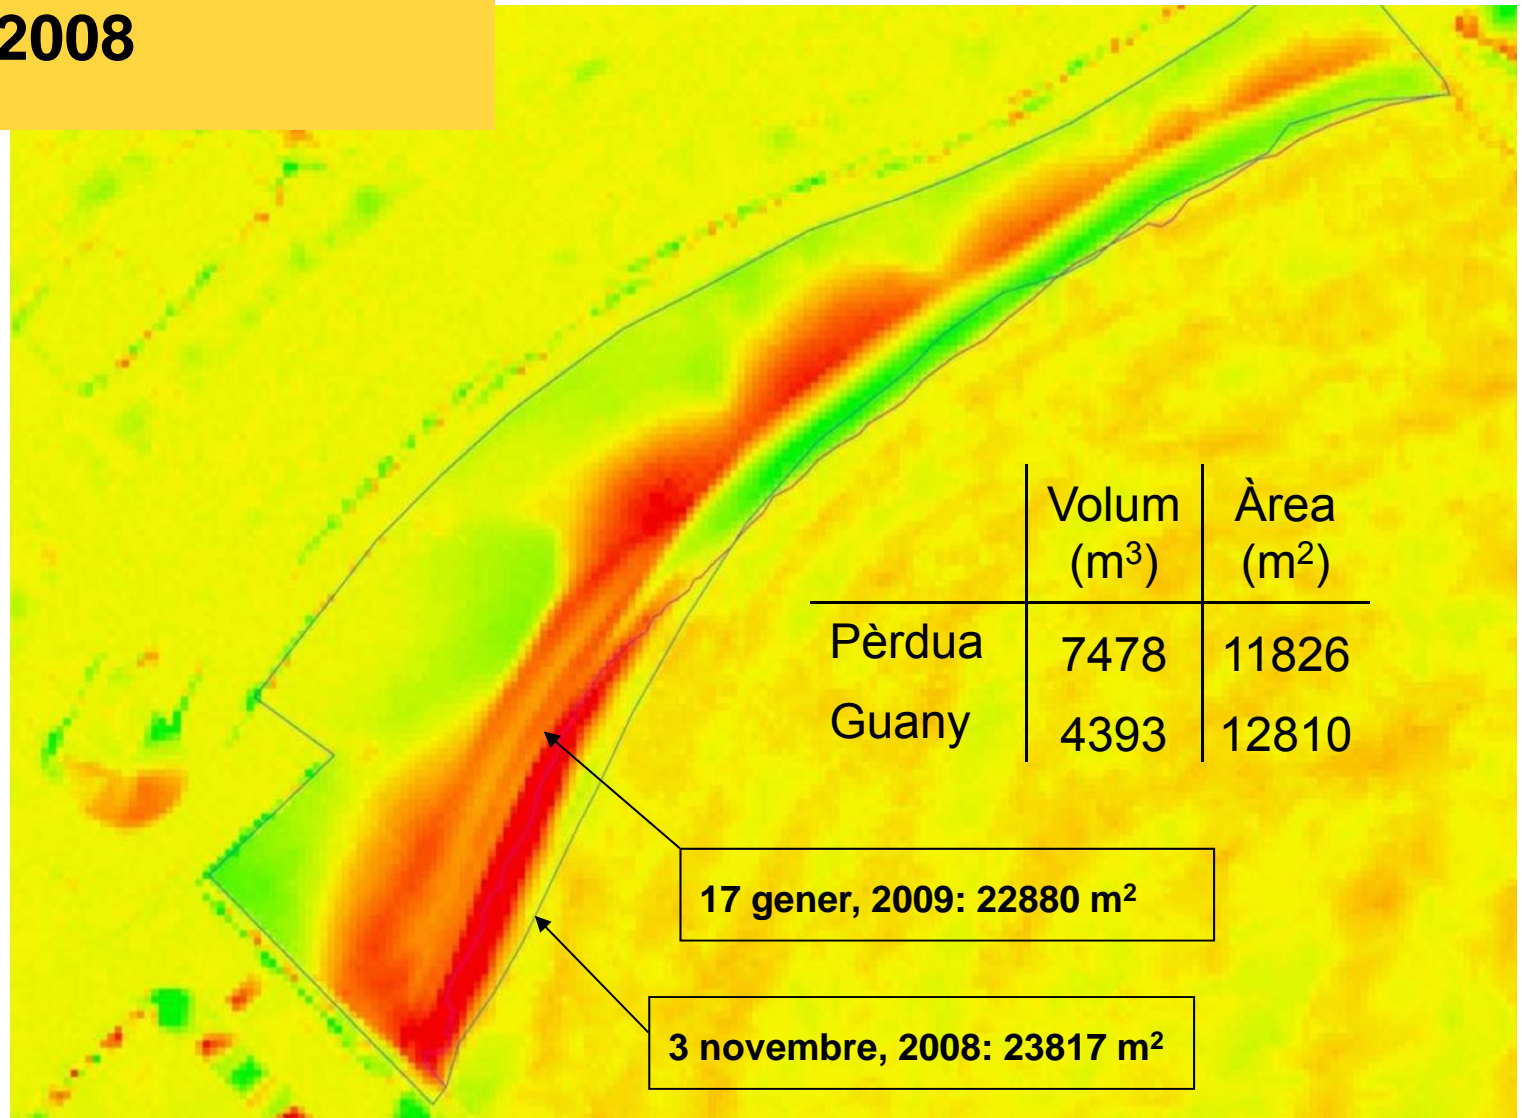 2008
Volum Àrea
(m³) (m²)
Pèrdua 7478 11826
Guany 4393 12810
17 gener, 2009: 22880 m²
3 novembre, 2008: 23817 m²